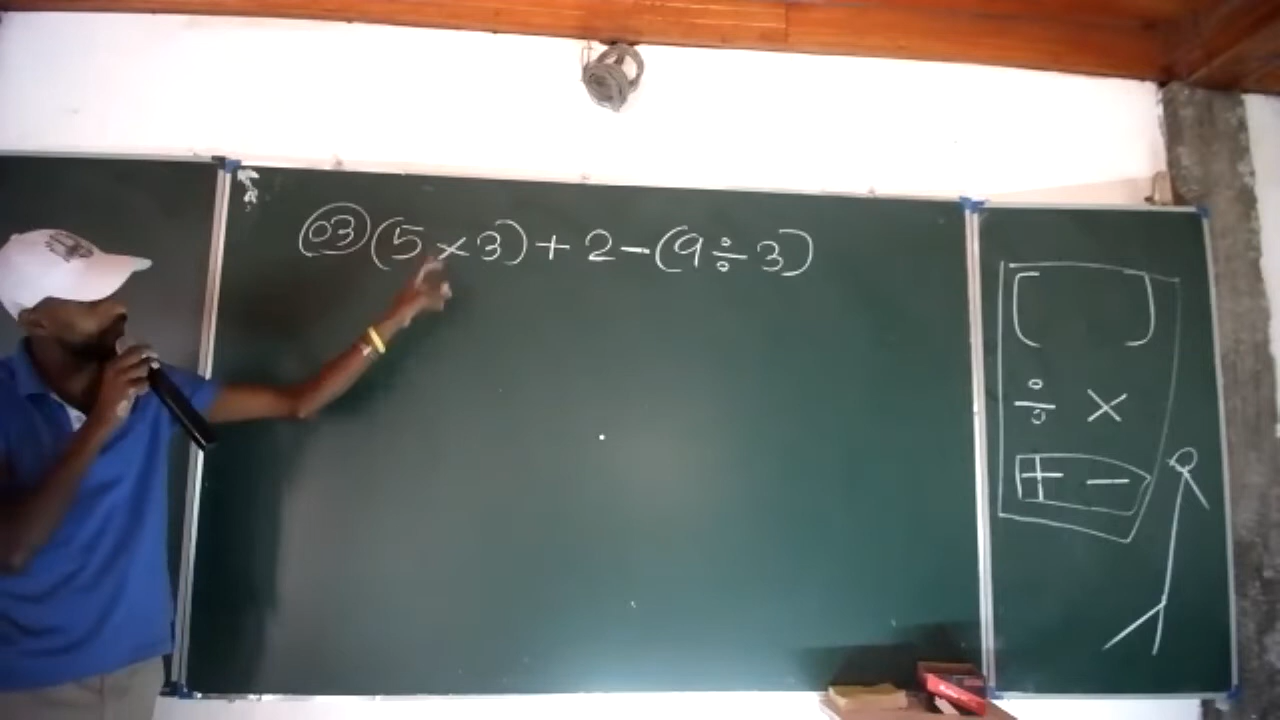 03 (5 × 3) + 2 - (9 ÷ 3)
( )
÷ ×
+ -